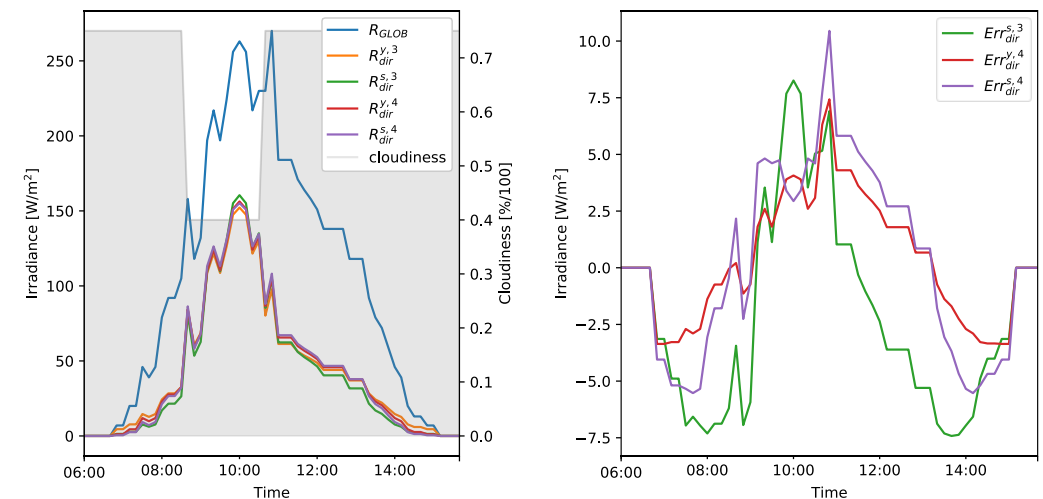 R_GLOB
R_dir^{y,3}
R_dir^{s,3}
R_dir^{y,4}
R_dir^{s,4}
cloudiness
250
200
150
100
50
0
Irradiance [W/m²]
0.7
0.6
0.5
0.4
0.3
0.2
0.1
0.0
Cloudiness [%/100]
06:00 08:00 10:00 12:00 14:00
Time
Err_dir^{s,3}
Err_dir^{y,4}
Err_dir^{s,4}
10.0
7.5
5.0
2.5
0.0
−2.5
−5.0
−7.5
Irradiance [W/m²]
06:00 08:00 10:00 12:00 14:00
Time